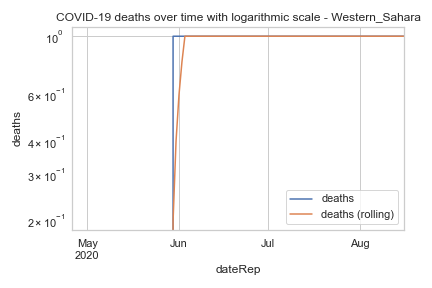 COVID-19 deaths over time with logarithmic scale - Western_Sahara
10⁰
6 × 10⁻¹
4 × 10⁻¹
3 × 10⁻¹
2 × 10⁻¹
deaths
deaths
deaths (rolling)
May
2020
Jun
Jul
Aug
dateRep